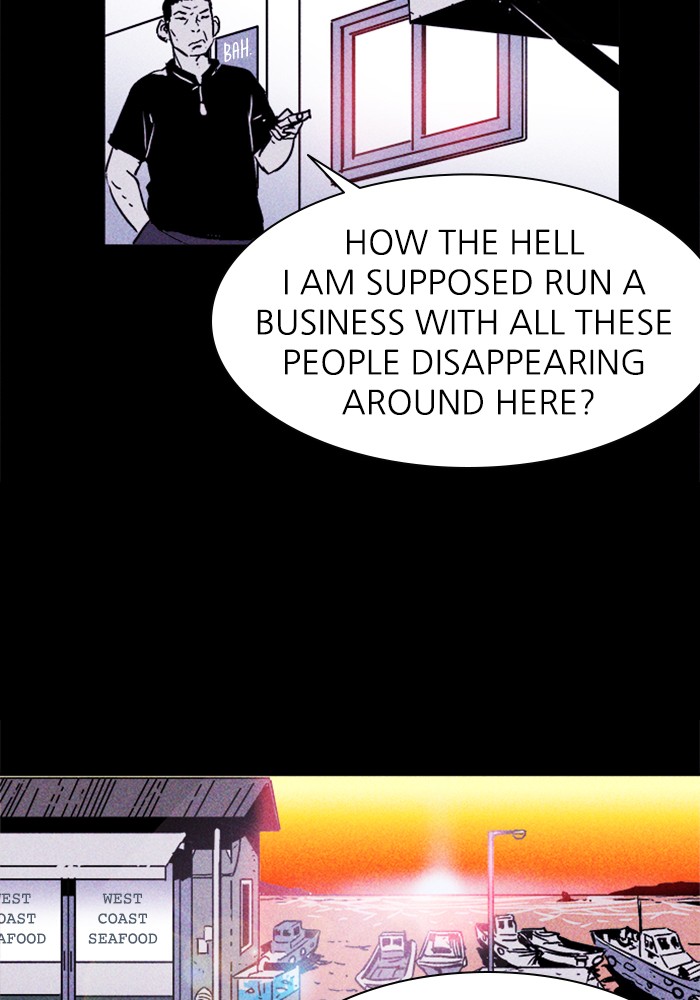 BAH.
HOW THE HELL
I AM SUPPOSED RUN A
BUSINESS WITH ALL THESE
PEOPLE DISAPPEARING
AROUND HERE?
EST
OAST
AFOOD
WEST
COAST
SEAFOOD